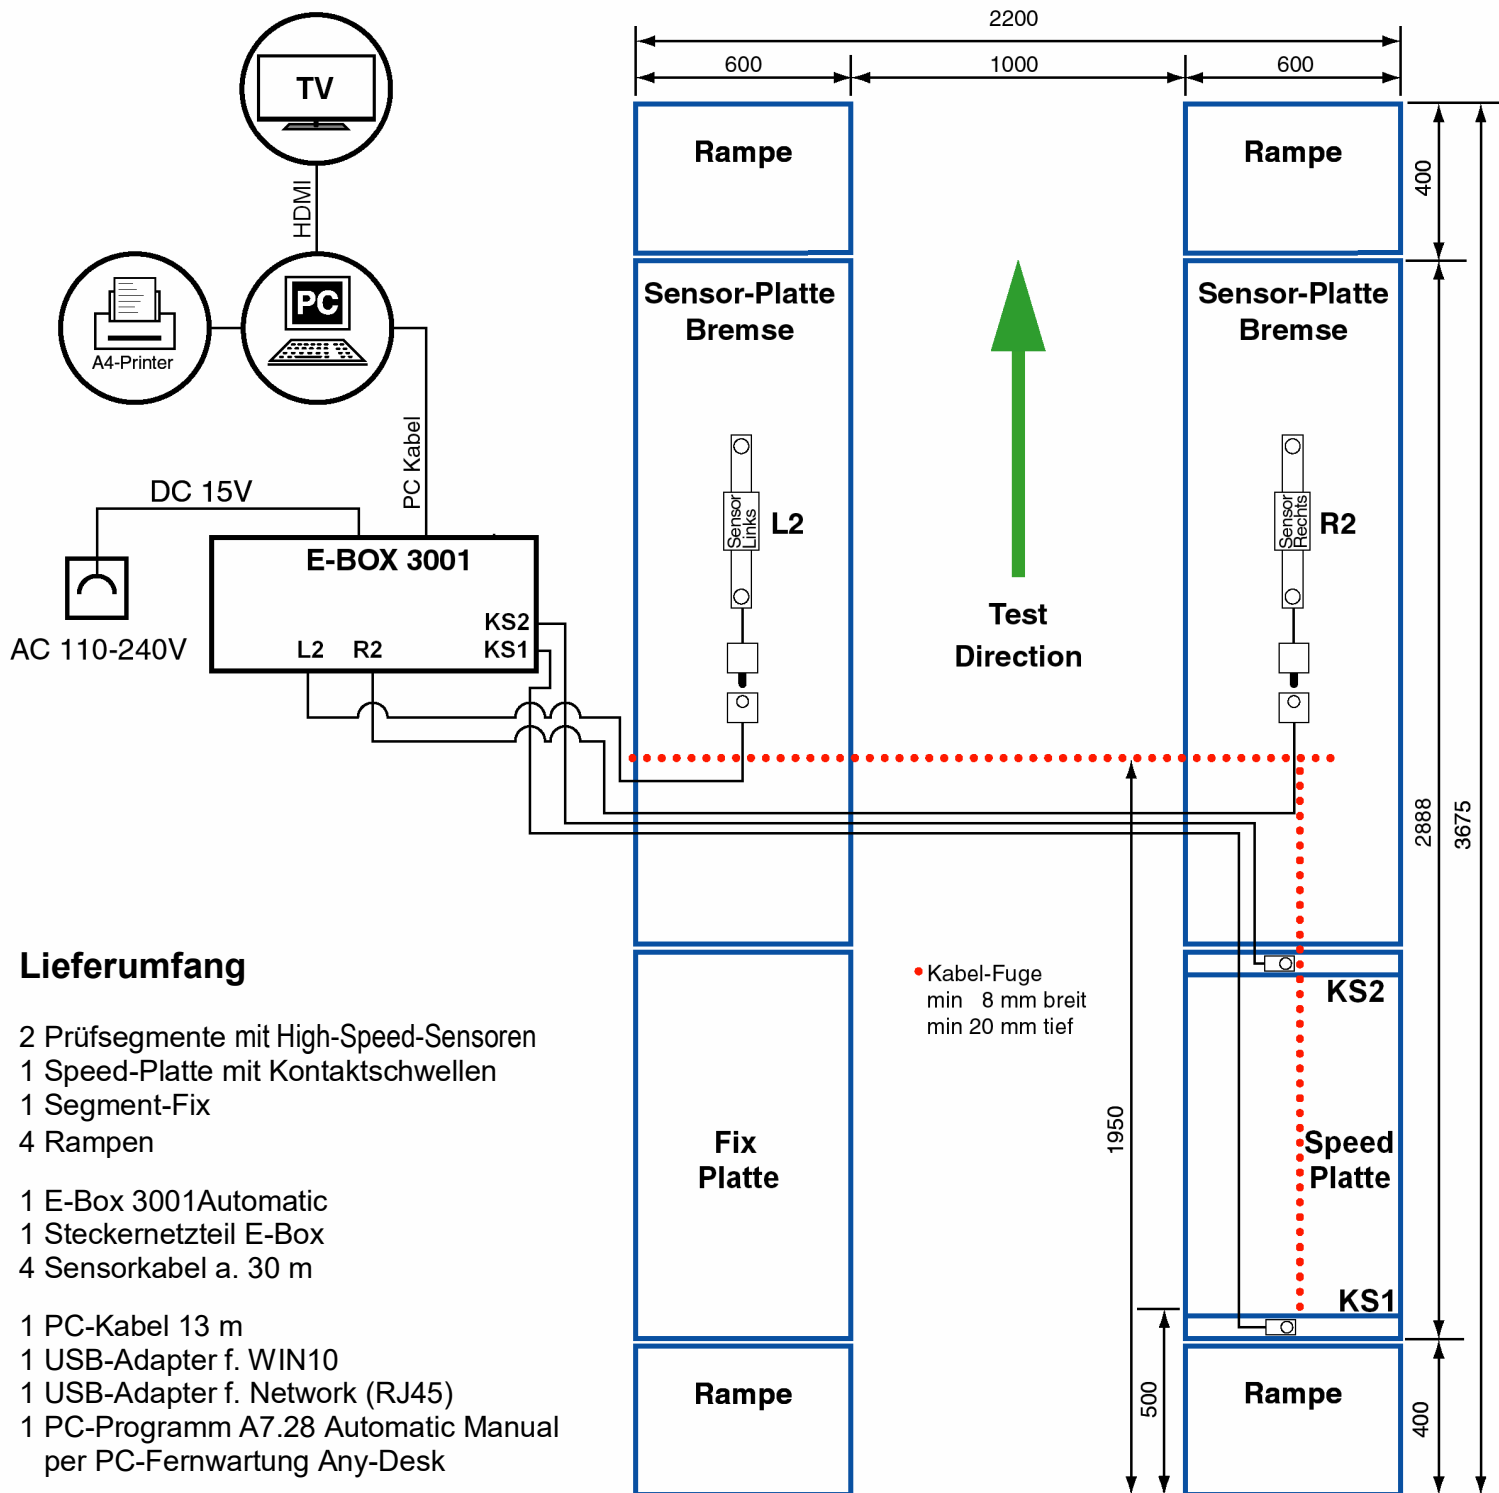 2200
600
1000
600
TV
HDMI
PC
A4-Printer
PC Kabel
DC 15V
AC 110-240V
E-BOX 3001
KS2
KS1
L2
R2
Rampe
Rampe
400
Sensor-Platte
Bremse
Sensor-Platte
Bremse
Sensor
Links
L2
Sensor
Rechts
R2
Test
Direction
2888
3675
Kabel-Fuge
min 8 mm breit
min 20 mm tief
KS2
1950
Fix
Platte
Speed
Platte
KS1
500
Rampe
Rampe
400
Lieferumfang
2 Prüfsegmente mit High-Speed-Sensoren
1 Speed-Platte mit Kontaktschwellen
1 Segment-Fix
4 Rampen
1 E-Box 3001Automatic
1 Steckernetzteil E-Box
4 Sensorkabel a. 30 m
1 PC-Kabel 13 m
1 USB-Adapter f. WIN10
1 USB-Adapter f. Network (RJ45)
1 PC-Programm A7.28 Automatic Manual
per PC-Fernwartung Any-Desk